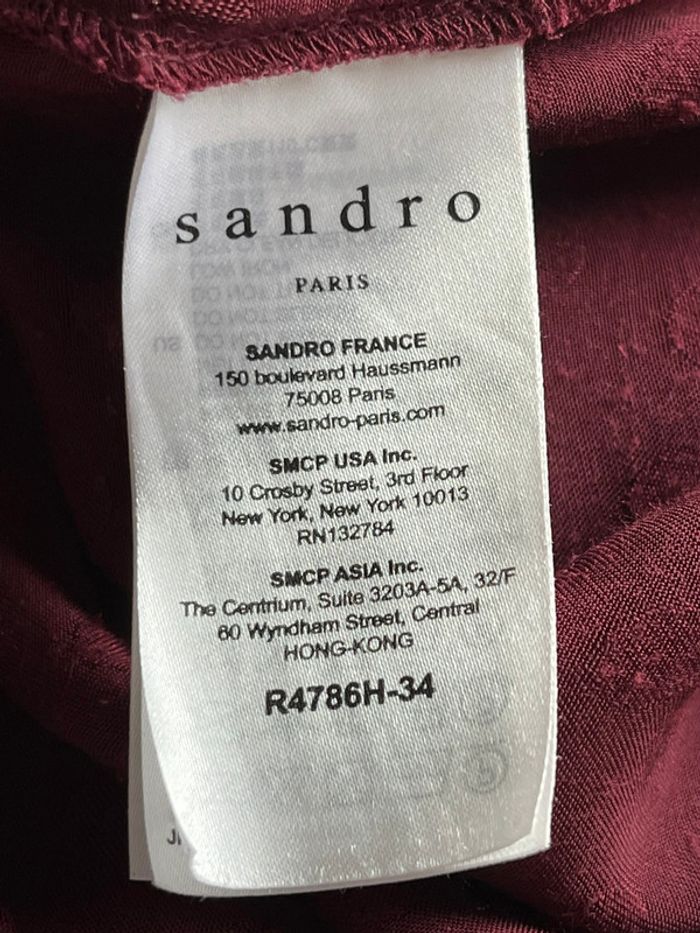 sandro
PARIS
SANDRO FRANCE
150 boulevard Haussmann
75008 Paris
www.sandro-paris.com
SMCP USA Inc.
10 Crosby Street, 3rd Floor
New York, New York 10013
RN132784
SMCP ASIA Inc.
The Centrium, Suite 3203A-5A, 32/F
60 Wyndham Street, Central
HONG-KONG
R4786H-34